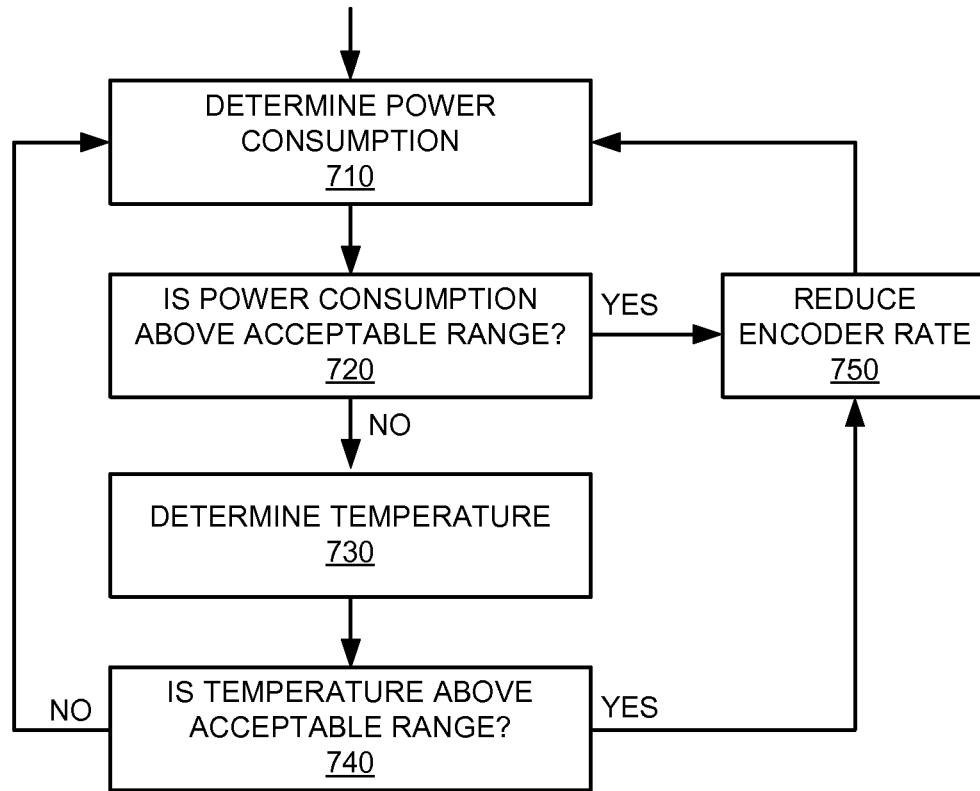 DETERMINE POWER
CONSUMPTION
710
IS POWER CONSUMPTION
ABOVE ACCEPTABLE RANGE?
720
YES
REDUCE
ENCODER RATE
750
NO
DETERMINE TEMPERATURE
730
IS TEMPERATURE ABOVE
ACCEPTABLE RANGE?
740
NO
YES